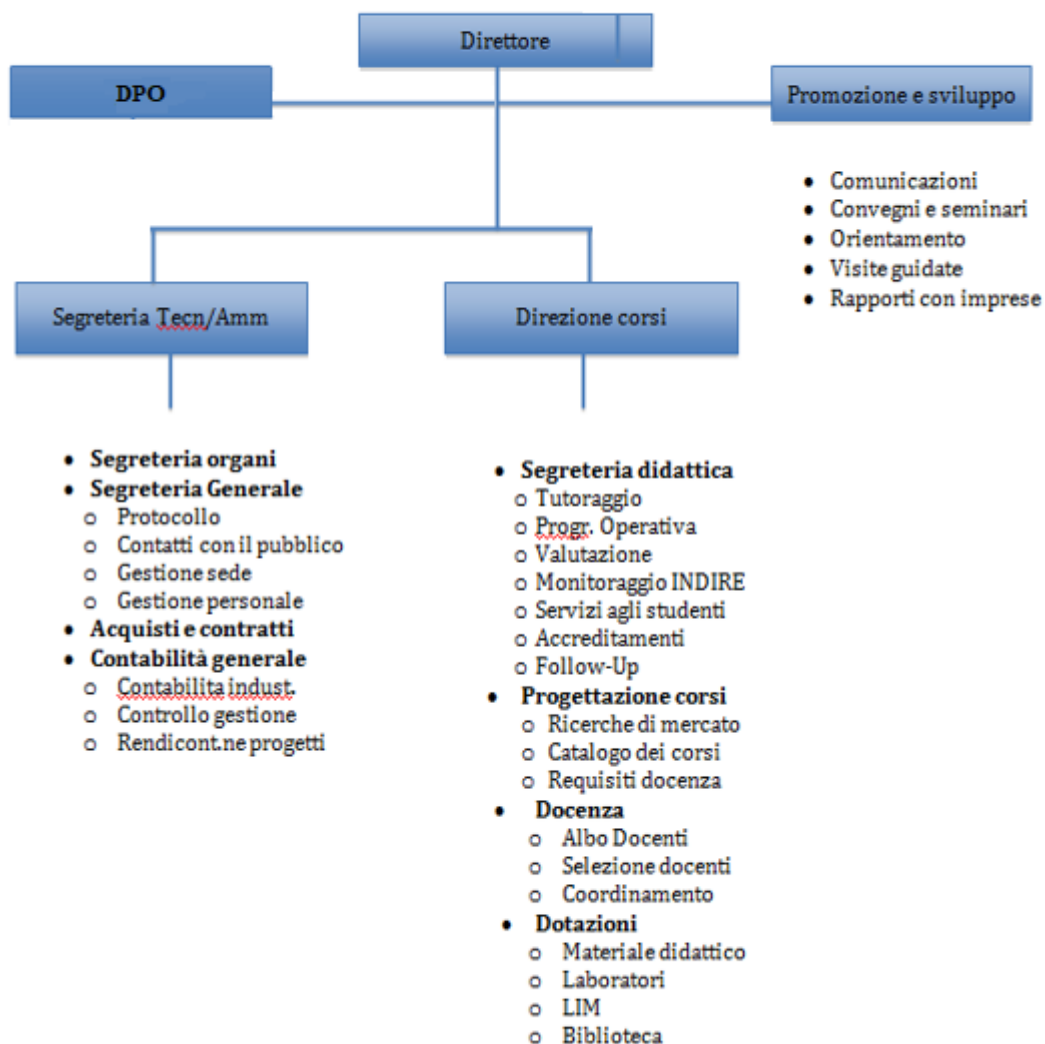 Direttore
DPO
Promozione e sviluppo
• Comunicazioni
• Convegni e seminari
• Orientamento
• Visite guidate
• Rapporti con imprese
Segreteria Tecn/Amm
Direzione corsi
• Segreteria organi
• Segreteria Generale
o Protocollo
o Contatti con il pubblico
o Gestione sede
o Gestione personale
• Acquisti e contratti
• Contabilità generale
o Contabilita indust.
o Controllo gestione
o Rendicont.ne progetti
• Segreteria didattica
o Tutoraggio
o Progr. Operativa
o Valutazione
o Monitoraggio INDIRE
o Servizi agli studenti
o Accreditamenti
o Follow-Up
• Progettazione corsi
o Ricerche di mercato
o Catalogo dei corsi
o Requisiti docenza
• Docenza
o Albo Docenti
o Selezione docenti
o Coordinamento
• Dotazioni
o Materiale didattico
o Laboratori
o LIM
o Biblioteca